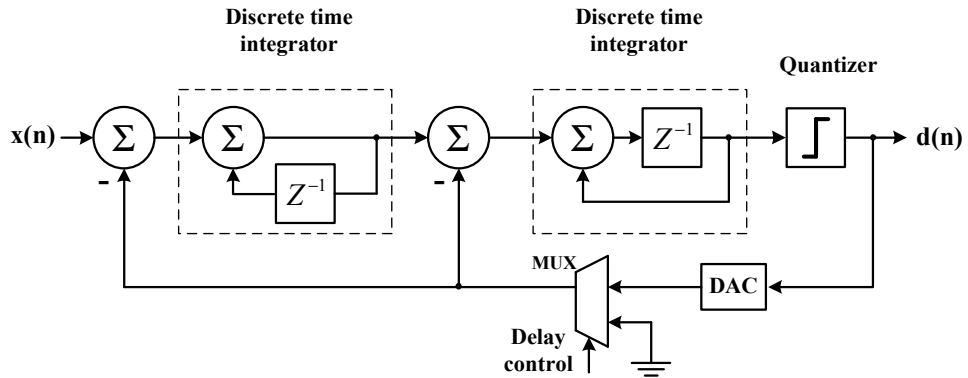 Discrete time
integrator
Discrete time
integrator
Quantizer
x(n)
Σ
Σ
Z⁻¹
Σ
Σ
Z⁻¹
d(n)
-
-
MUX
DAC
Delay
control